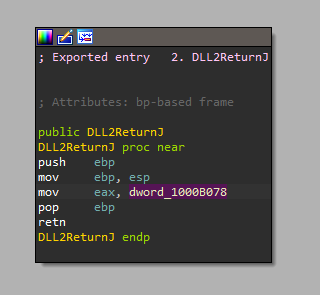 ; Exported entry   2. DLL2ReturnJ
; Attributes: bp-based frame
public DLL2ReturnJ
DLL2ReturnJ proc near
push    ebp
mov     ebp, esp
mov     eax, dword_1000B078
pop     ebp
retn
DLL2ReturnJ endp